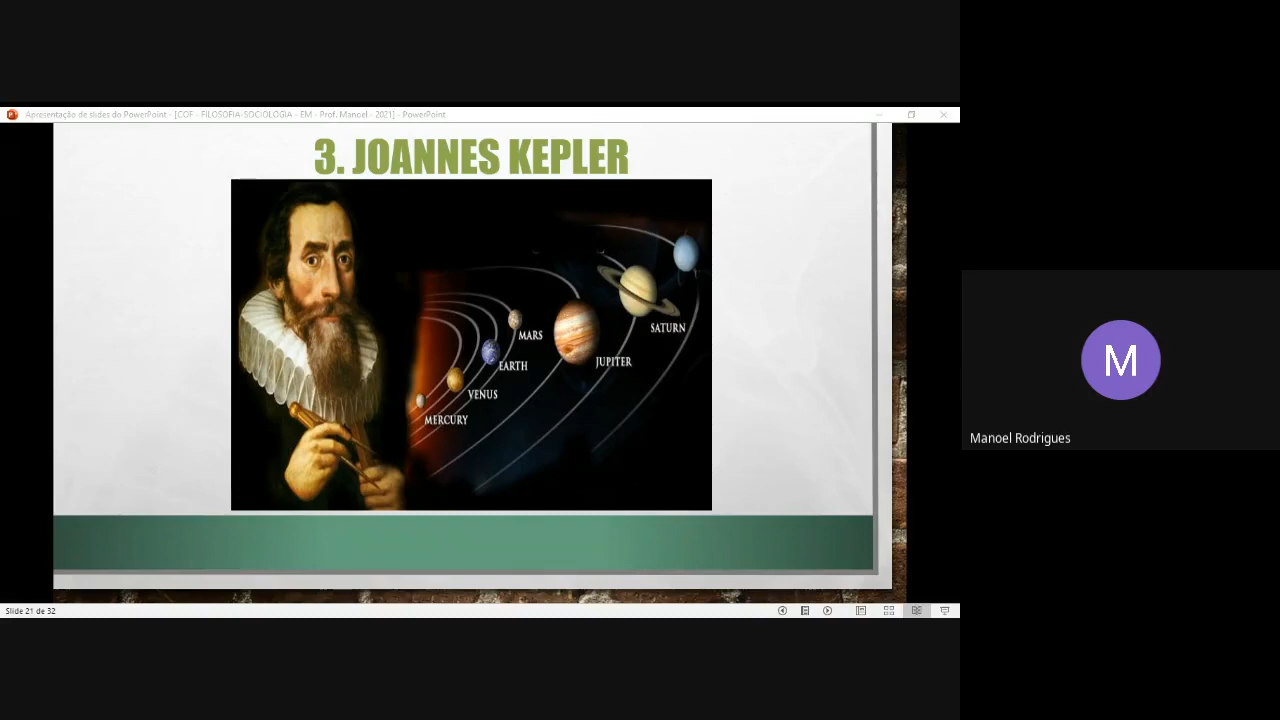 Apresentação de slides do PowerPoint - [COF - FILOSOFIA-SOCIOLOGIA - EM - Prof. Manoel - 2021] - PowerPoint
3. JOANNES KEPLER
SATURN
MARS
JUPITER
EARTH
VENUS
MERCURY
M
Manoel Rodrigues
Slide 21 de 32